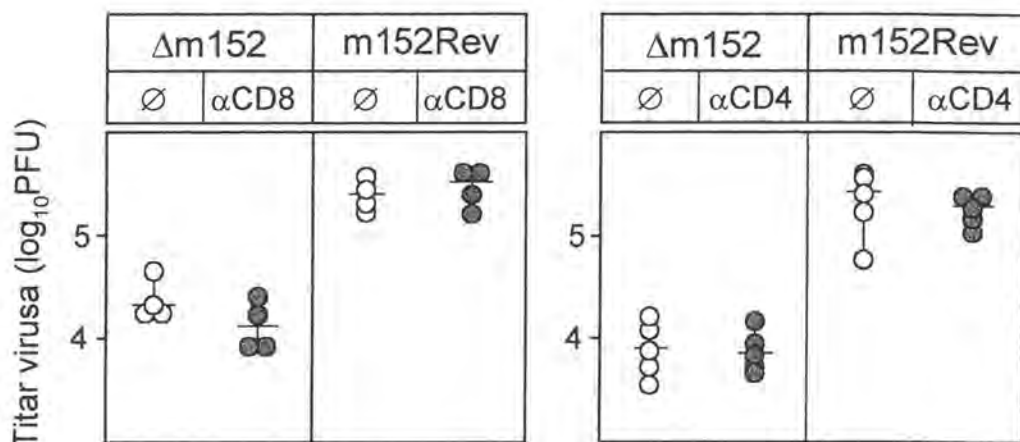 Δm152 m152Rev Δm152 m152Rev
∅ αCD8 ∅ αCD8 ∅ αCD4 ∅ αCD4
Titar virusa (log₁₀PFU)
5 5
4 4